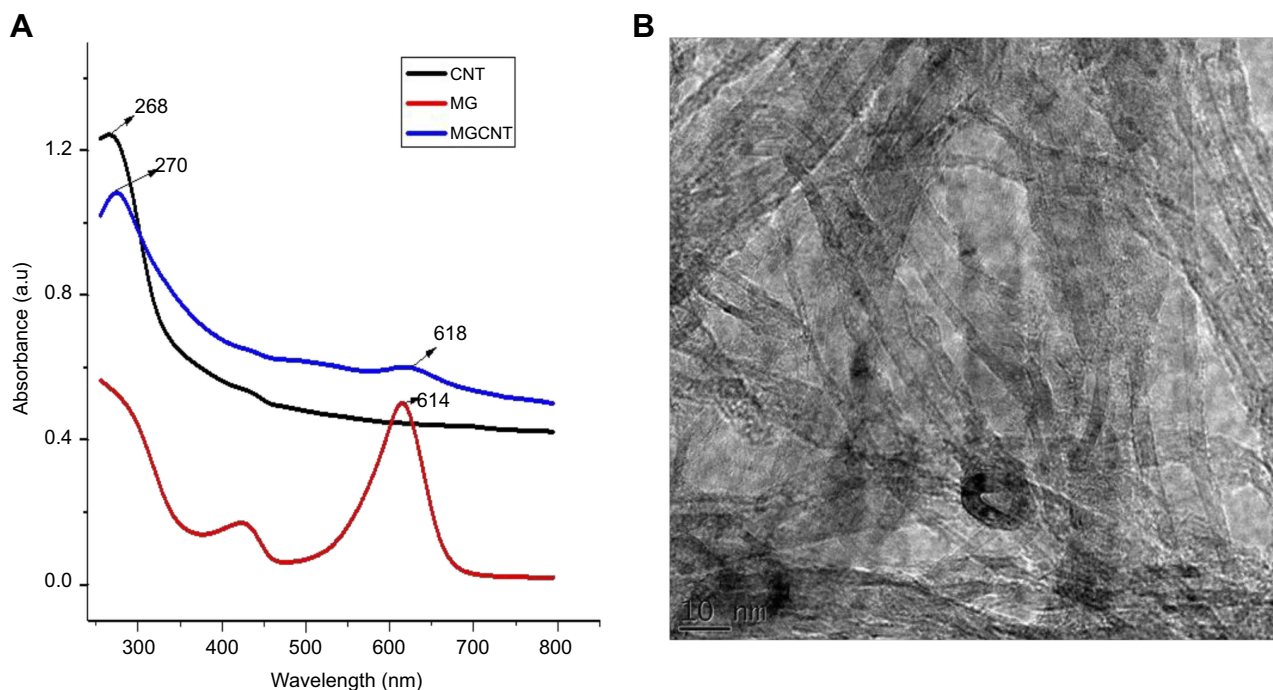 A
B
CNT
MG
MGCNT
268
270
618
614
1.2
0.8
0.4
0.0
Absorbance (a.u)
300 400 500 600 700 800
Wavelength (nm)
10 nm